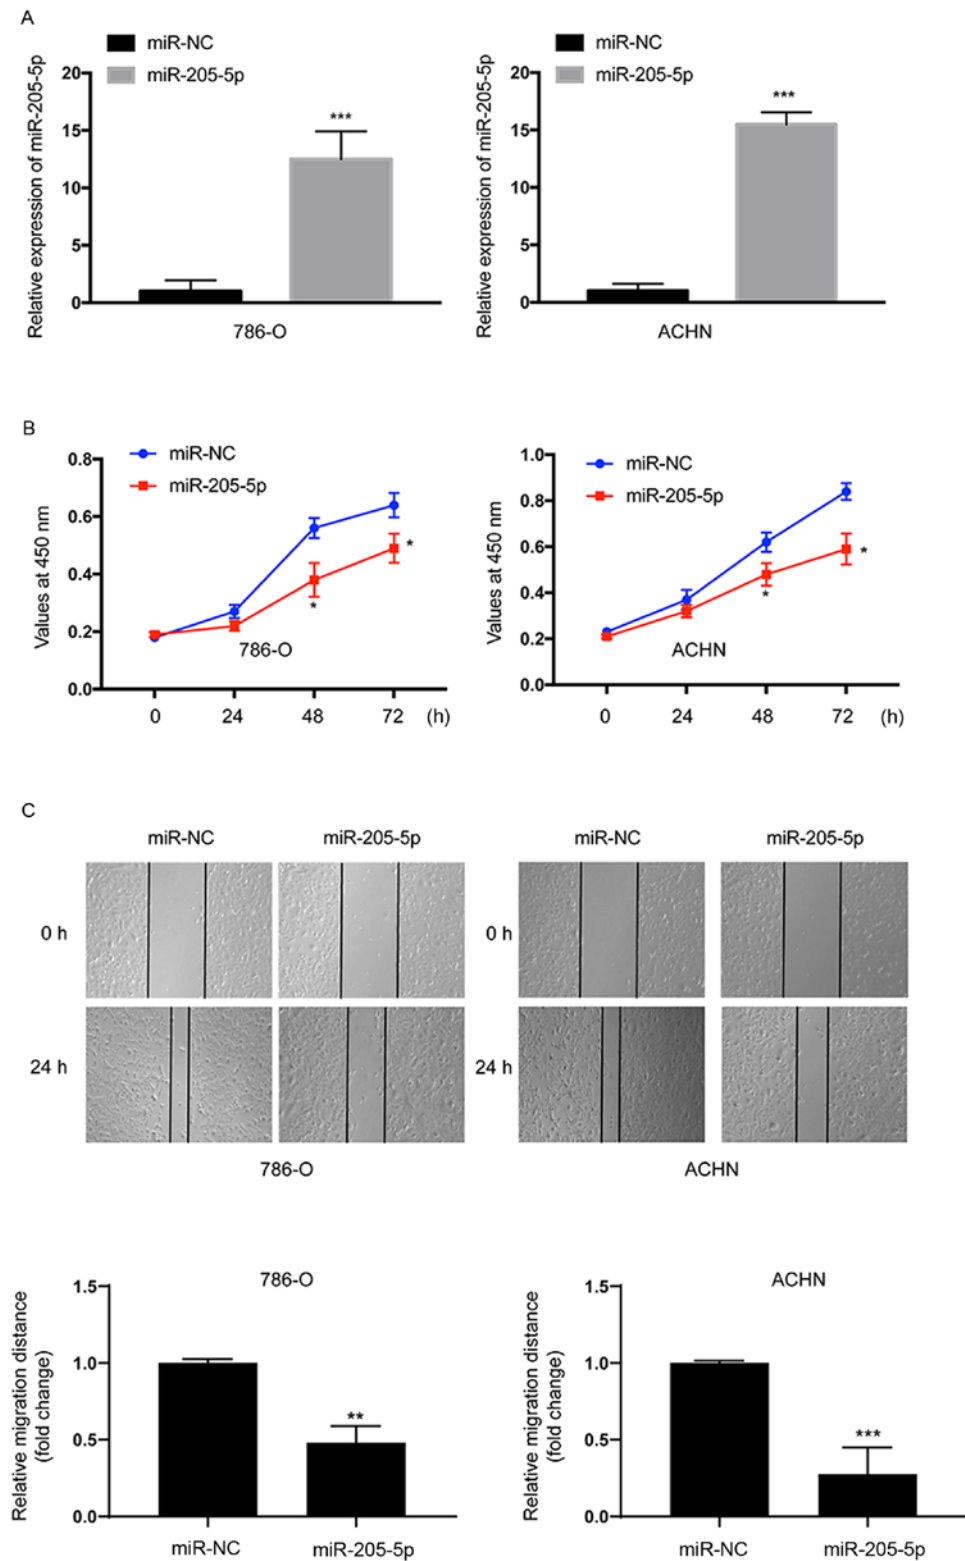 A
miR-NC
miR-205-5p
Relative expression of miR-205-5p
20
15
10
5
0
***
786-O
miR-NC
miR-205-5p
Relative expression of miR-205-5p
20
15
10
5
0
***
ACHN
B
miR-NC
miR-205-5p
Values at 450 nm
0.8
0.6
0.4
0.2
0.0
*
*
786-O
0 24 48 72 (h)
miR-NC
miR-205-5p
Values at 450 nm
1.0
0.8
0.6
0.4
0.2
0.0
*
*
ACHN
0 24 48 72 (h)
C
miR-NC miR-205-5p
0 h
24 h
786-O
miR-NC miR-205-5p
0 h
24 h
ACHN
786-O
Relative migration distance
(fold change)
1.5
1.0
0.5
0.0
**
miR-NC miR-205-5p
ACHN
Relative migration distance
(fold change)
1.5
1.0
0.5
0.0
***
miR-NC miR-205-5p